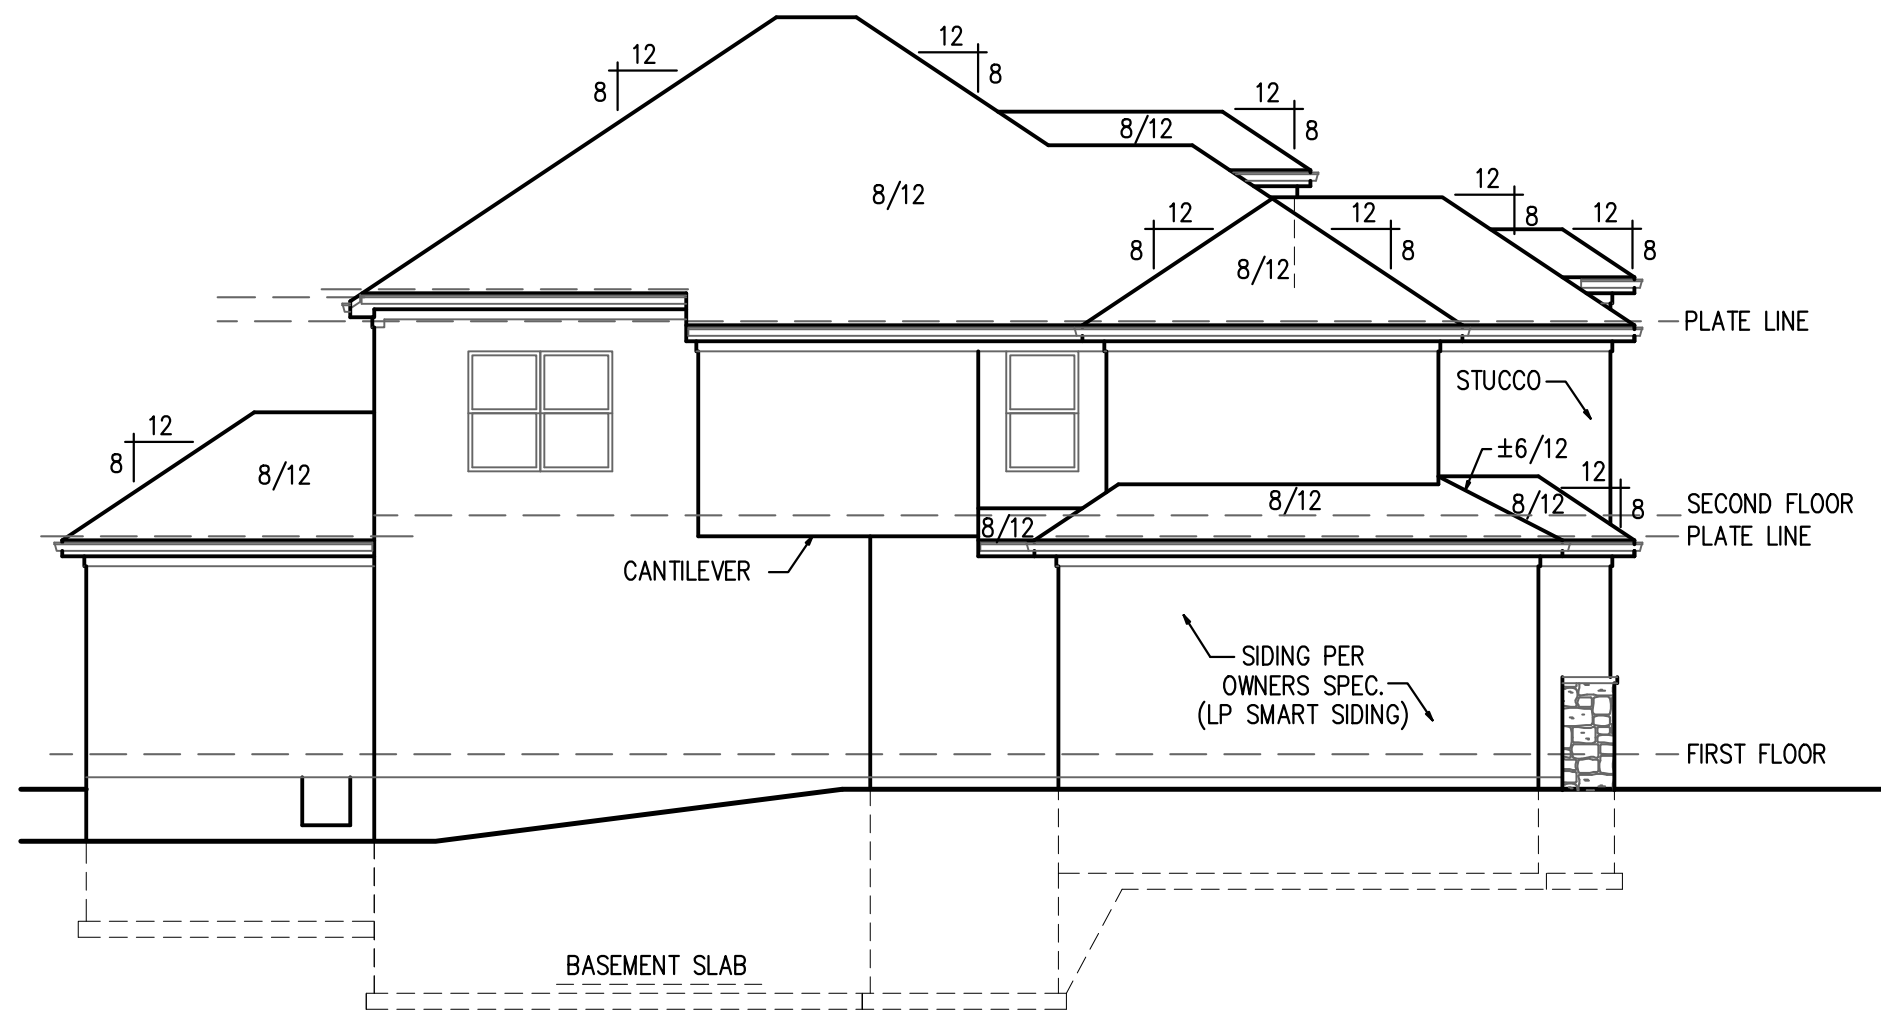 12
8
12
8
12
8
8/12
8/12
12
8
12
8
12
8
12
8
8/12
PLATE LINE
STUCCO
12
8
8/12
±6/12
12
8
8/12
8/12
8/12
SECOND FLOOR
PLATE LINE
CANTILEVER
SIDING PER
OWNERS SPEC.
(LP SMART SIDING)
FIRST FLOOR
BASEMENT SLAB